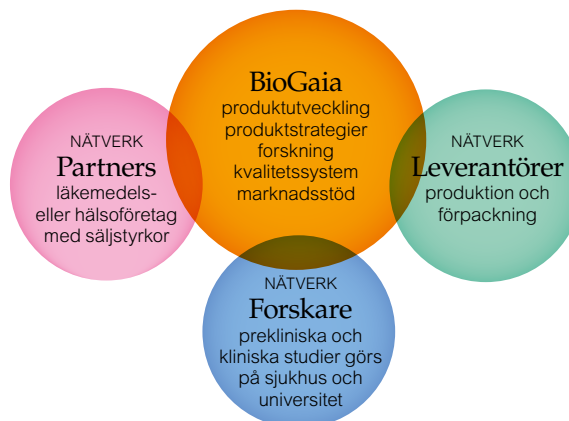 BioGaia
produktutveckling
produktstrategier
forskning
kvalitetssystem
marknadsstöd
NÄTVERK
Partners
läkemedels-
eller hälsoföretag
med säljstyrkor
NÄTVERK
Leverantörer
produktion och
förpackning
NÄTVERK
Forskare
prekliniska och
kliniska studier görs
på sjukhus och
universitet